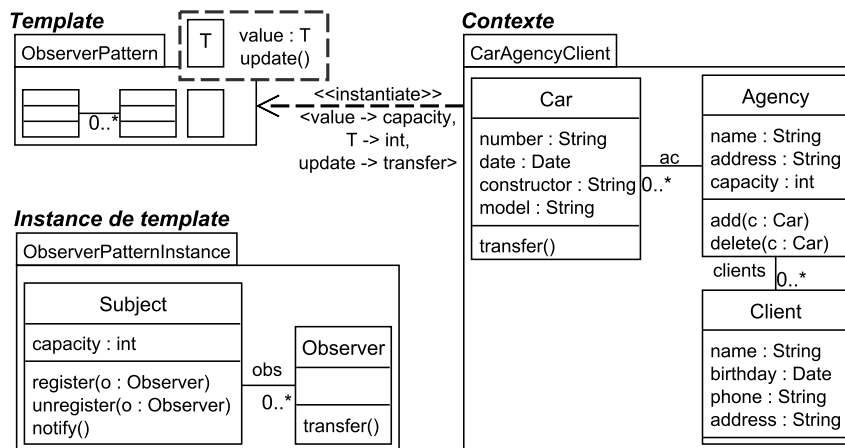 Template
ObserverPattern
T
value : T
update()
0..*
<<instantiate>>
<value -> capacity,
T -> int,
update -> transfer>
Contexte
CarAgencyClient
Car
number : String
date : Date
constructor : String
model : String
transfer()
ac
0..*
Agency
name : String
address : String
capacity : int
add(c : Car)
delete(c : Car)
clients
0..*
Client
name : String
birthday : Date
phone : String
address : String
Instance de template
ObserverPatternInstance
Subject
capacity : int
register(o : Observer)
unregister(o : Observer)
notify()
obs
0..*
Observer
transfer()